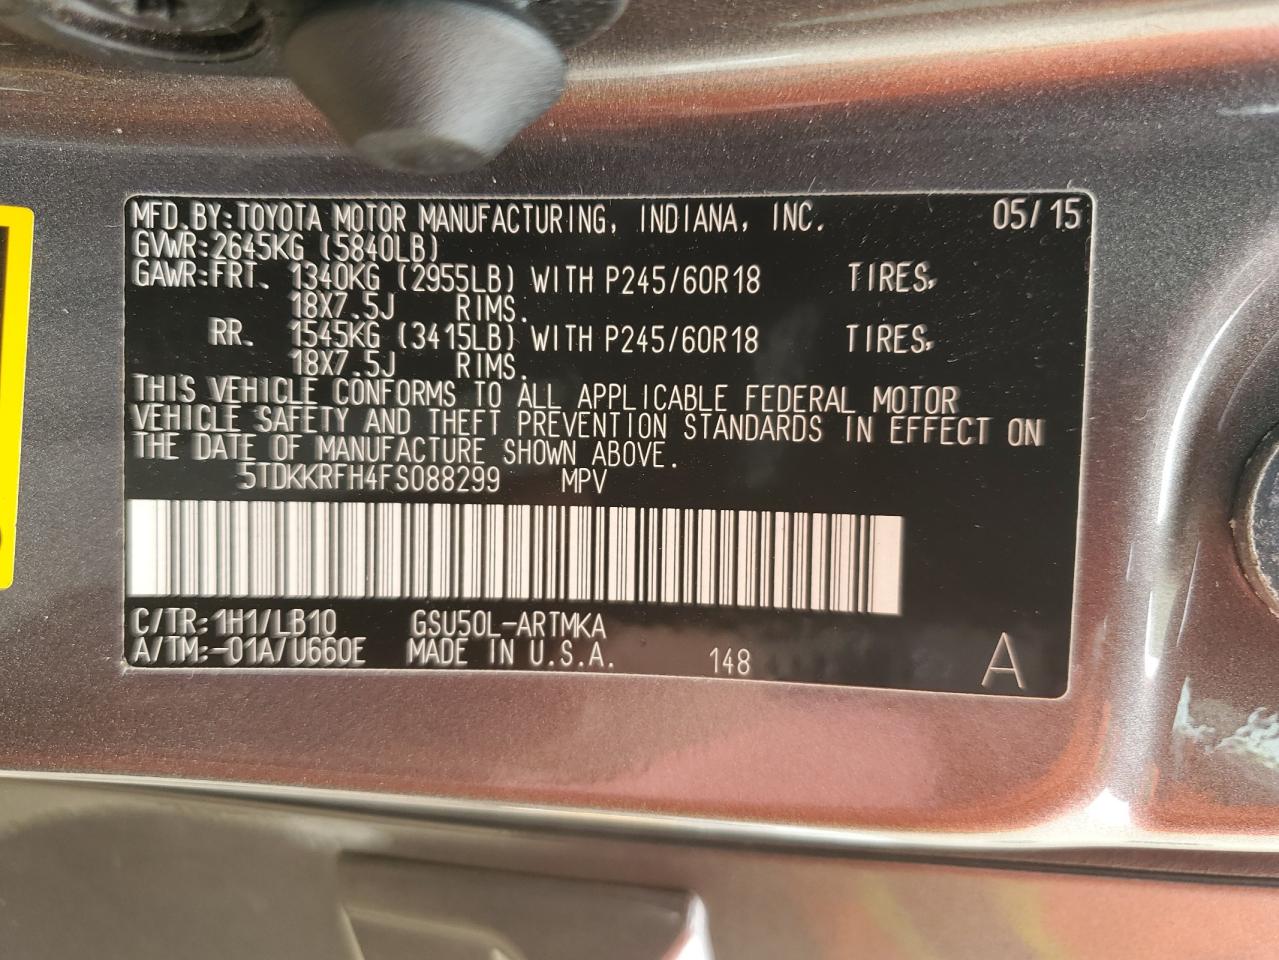 MFD.BY:TOYOTA MOTOR MANUFACTURING, INDIANA, INC. 05/15
GVWR:2645KG (5840LB)
GAWR:FRT. 1340KG (2955LB) WITH P245/60R18 TIRES,
18X7.5J RIMS.
RR. 1545KG (3415LB) WITH P245/60R18 TIRES,
18X7.5J RIMS.
THIS VEHICLE CONFORMS TO ALL APPLICABLE FEDERAL MOTOR
VEHICLE SAFETY AND THEFT PREVENTION STANDARDS IN EFFECT ON
THE DATE OF MANUFACTURE SHOWN ABOVE.
5TDKKRFH4FS088299 MPV
C/TR:1H1/LB10 GSU50L-ARTMKA
A/TM:-01A/U660E MADE IN U.S.A. 148 A